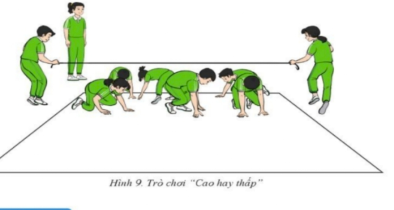 Hình 9. Trò chơi “Cao hay thấp”